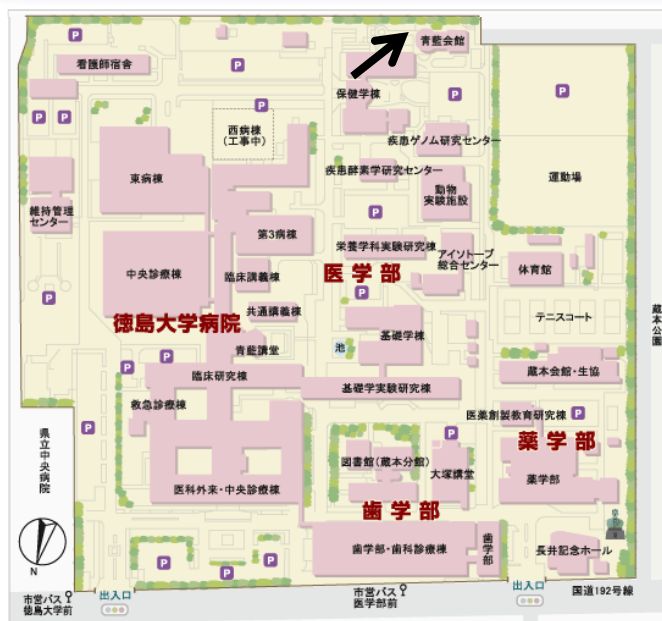 P
P
青藍会館
看護師宿舎
P
P
保健学棟
P
P
P
P
西病棟
(工事中)
疾患ゲノム研究センター
東病棟
疾患酵素学研究センター
動物
実験施設
運動場
維持管理
センター
P
第3病棟
栄養学科実験研究棟
アイソトープ
総合センター
中央診療棟
臨床講義棟
医学部
体育館
P
P
共通講義棟
徳島大学病院
テニスコート
蔵本公園
青藍講堂
池
基礎学棟
P
P
臨床研究棟
蔵本会館・生協
基礎学実験研究棟
救急診療棟
医薬創製教育研究棟
P
P
P
薬学部
県立中央病院
図書館(蔵本分館)
大塚講堂
薬学部
医科外来・中央診療棟
歯学部
歯学部・歯科診療棟
歯学部
長井記念ホール
P
P
P
N
市営バス
徳島大学前
出入口
市営バス
医学部前
出入口
国道192号線